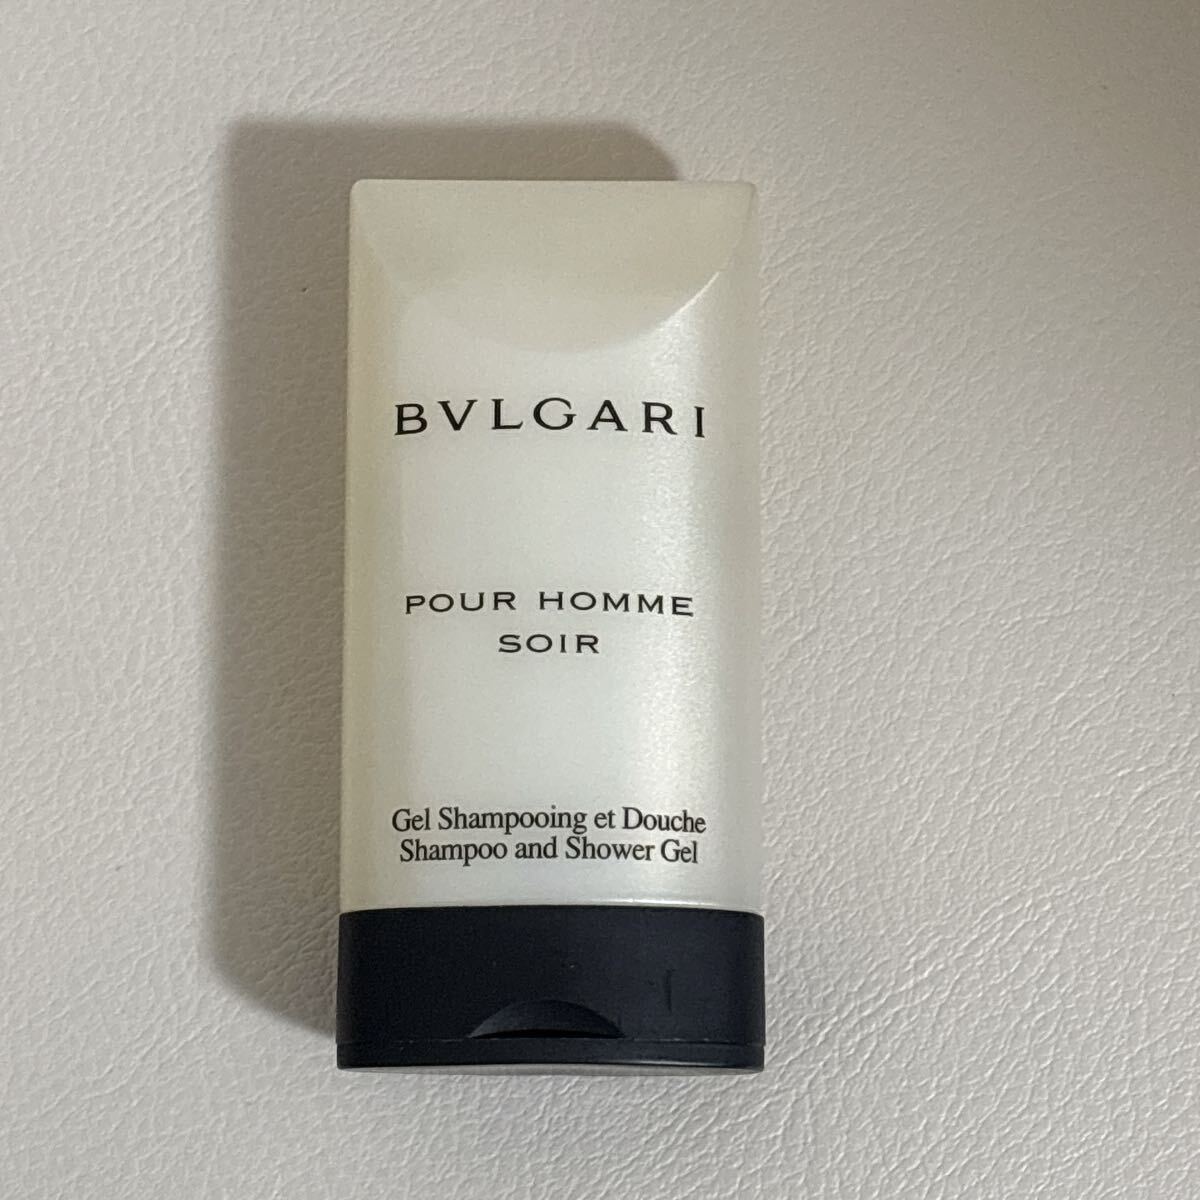 BVLGARI
POUR HOMME
SOIR
Gel Shampooing et Douche
Shampoo and Shower Gel